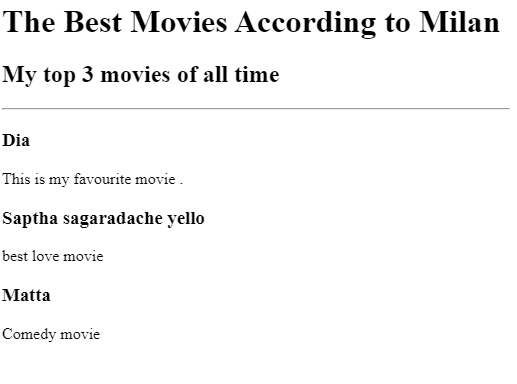 The Best Movies According to Milan
My top 3 movies of all time
Dia
This is my favourite movie .
Saptha sagaradache yello
best love movie
Matta
Comedy movie